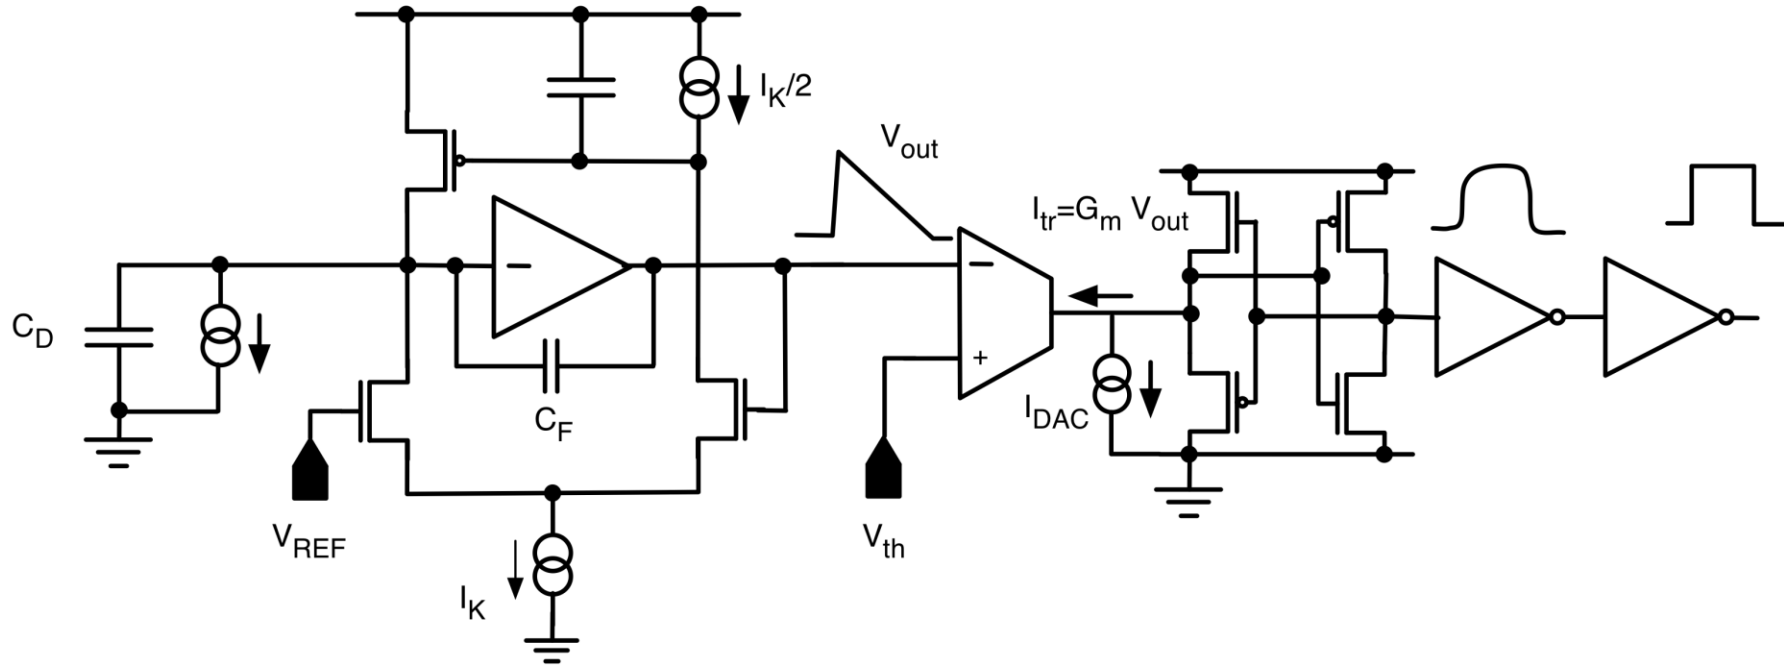 I_K/2
V_out
I_tr=G_m V_out
C_D
−
−
+
C_F
I_DAC
V_REF
V_th
I_K